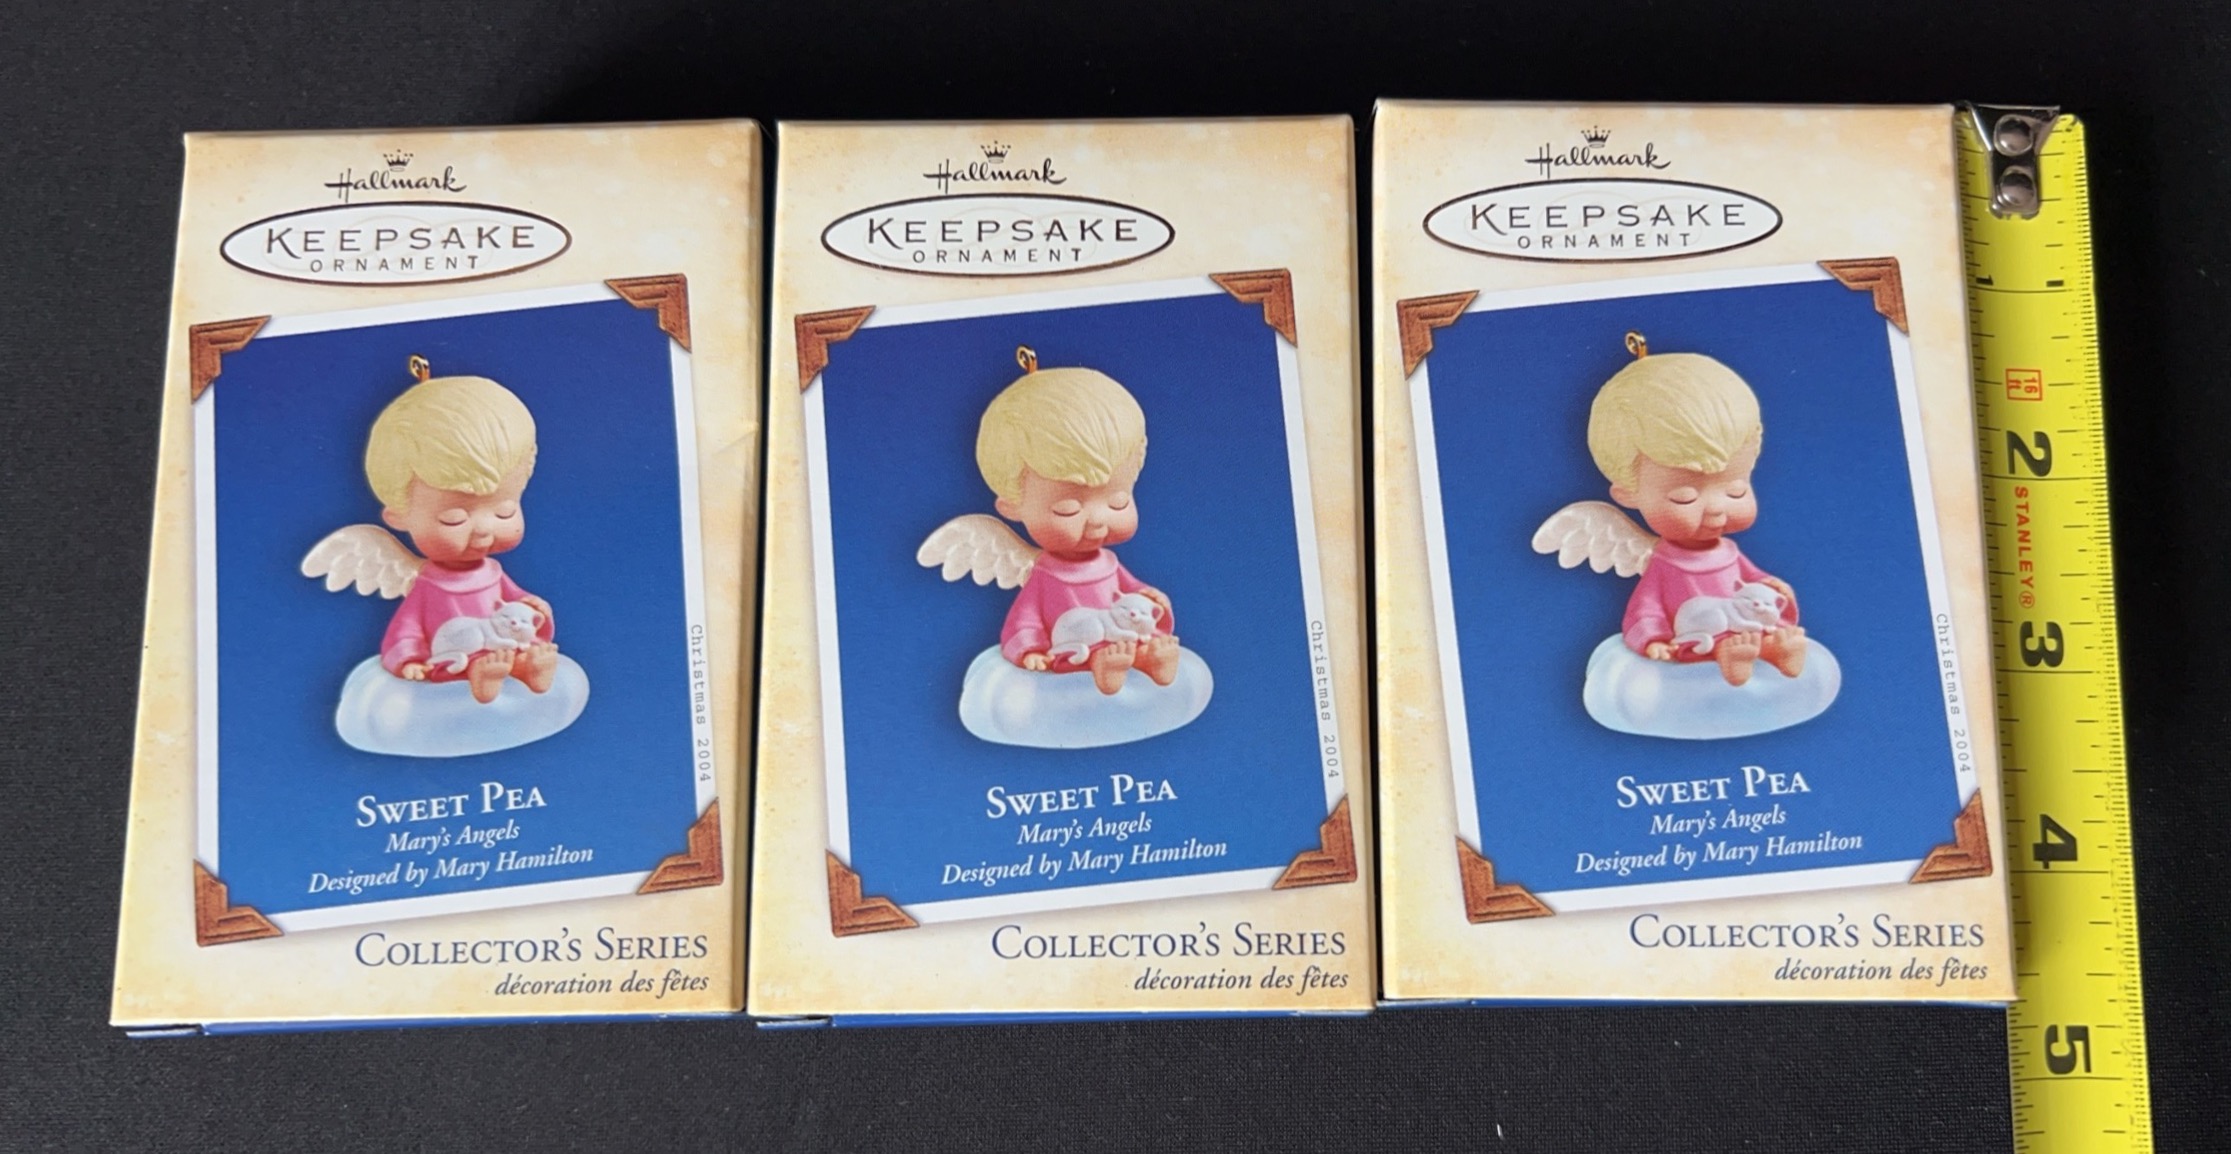 Hallmark
KEEPSAKE
ORNAMENT
Christmas 2004
SWEET PEA
Mary's Angels
Designed by Mary Hamilton
COLLECTOR'S SERIES
décoration des fêtes
Hallmark
KEEPSAKE
ORNAMENT
Christmas 2004
SWEET PEA
Mary's Angels
Designed by Mary Hamilton
COLLECTOR'S SERIES
décoration des fêtes
Hallmark
KEEPSAKE
ORNAMENT
Christmas 2004
SWEET PEA
Mary's Angels
Designed by Mary Hamilton
COLLECTOR'S SERIES
décoration des fêtes
1 1
16 ft
2
STANLEY®
3
4
5